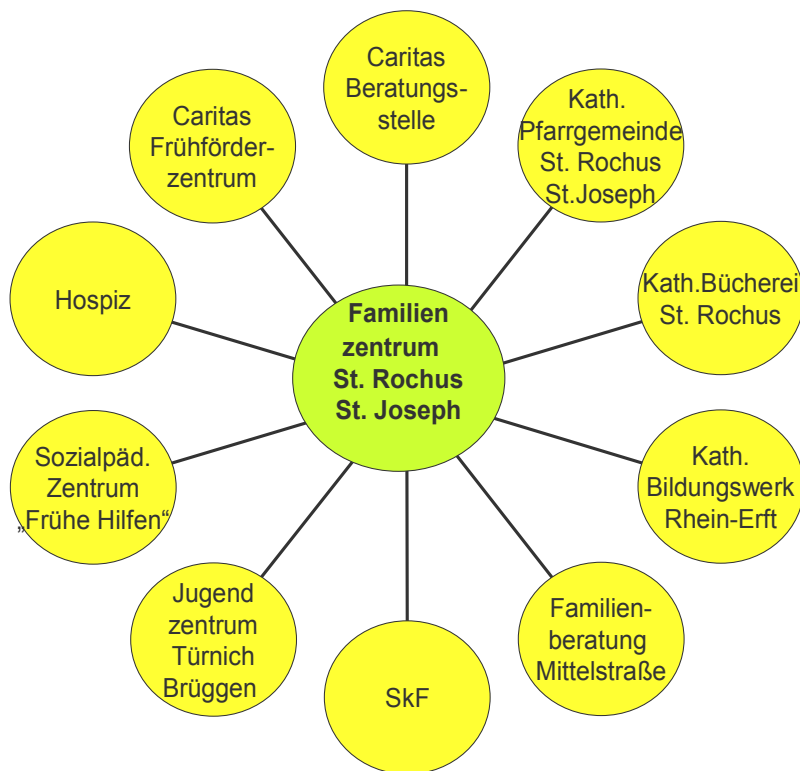 Caritas
Beratungs-
stelle
Kath.
Pfarrgemeinde
St. Rochus
St.Joseph
Kath.Bücherei
St. Rochus
Kath.
Bildungswerk
Rhein-Erft
Familien-
beratung
Mittelstraße
SkF
Jugend
zentrum
Türnich
Brüggen
Sozialpäd.
Zentrum
„Frühe Hilfen“
Hospiz
Caritas
Frühförder-
zentrum
Familien
zentrum
St. Rochus
St. Joseph